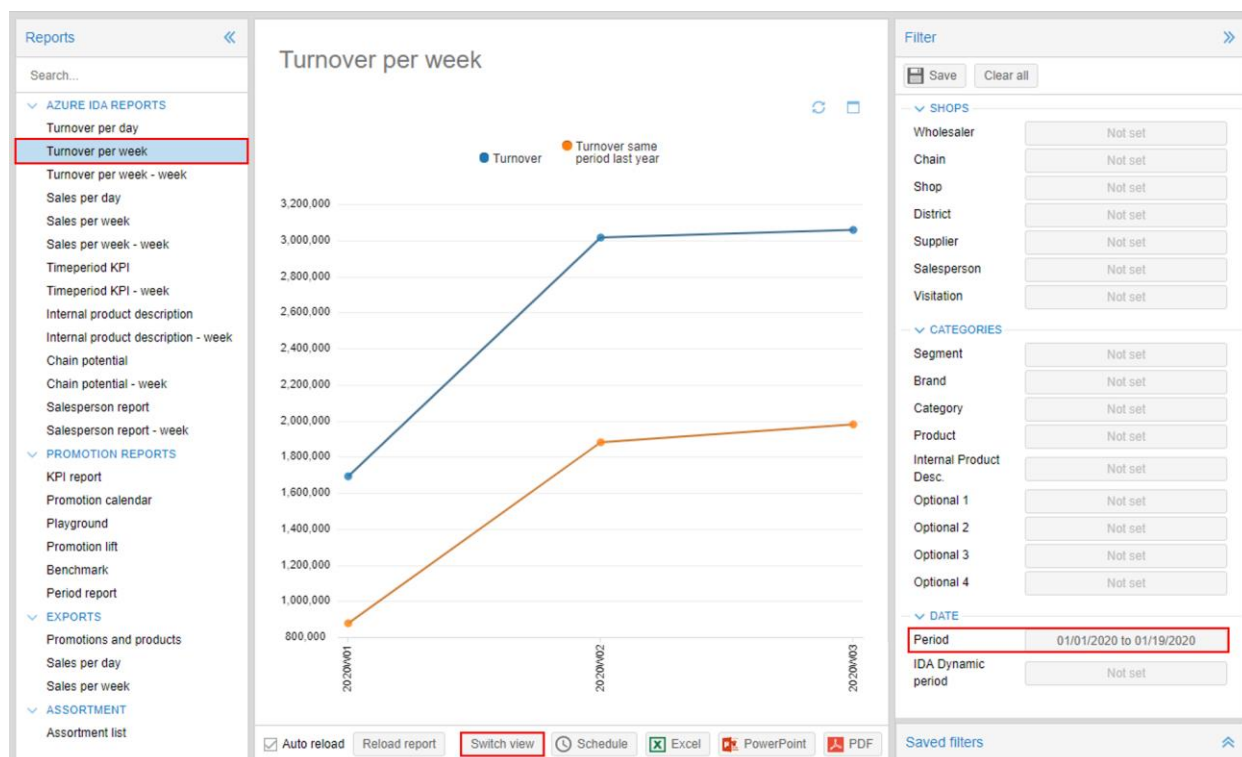 Reports
Search...
AZURE IDA REPORTS
Turnover per day
Turnover per week
Turnover per week - week
Sales per day
Sales per week
Sales per week - week
Timeperiod KPI
Timeperiod KPI - week
Internal product description
Internal product description - week
Chain potential
Chain potential - week
Salesperson report
Salesperson report - week
PROMOTION REPORTS
KPI report
Promotion calendar
Playground
Promotion lift
Benchmark
Period report
EXPORTS
Promotions and products
Sales per day
Sales per week
ASSORTMENT
Assortment list
Turnover per week
Turnover
Turnover same
period last year
3,200,000
3,000,000
2,800,000
2,600,000
2,400,000
2,200,000
2,000,000
1,800,000
1,600,000
1,400,000
1,200,000
1,000,000
800,000
2020W01
2020W02
2020W03
Auto reload Reload report Switch view Schedule Excel PowerPoint PDF
Filter
Save Clear all
SHOPS
Wholesaler Not set
Chain Not set
Shop Not set
District Not set
Supplier Not set
Salesperson Not set
Visitation Not set
CATEGORIES
Segment Not set
Brand Not set
Category Not set
Product Not set
Internal Product
Desc. Not set
Optional 1 Not set
Optional 2 Not set
Optional 3 Not set
Optional 4 Not set
DATE
Period 01/01/2020 to 01/19/2020
IDA Dynamic
period Not set
Saved filters